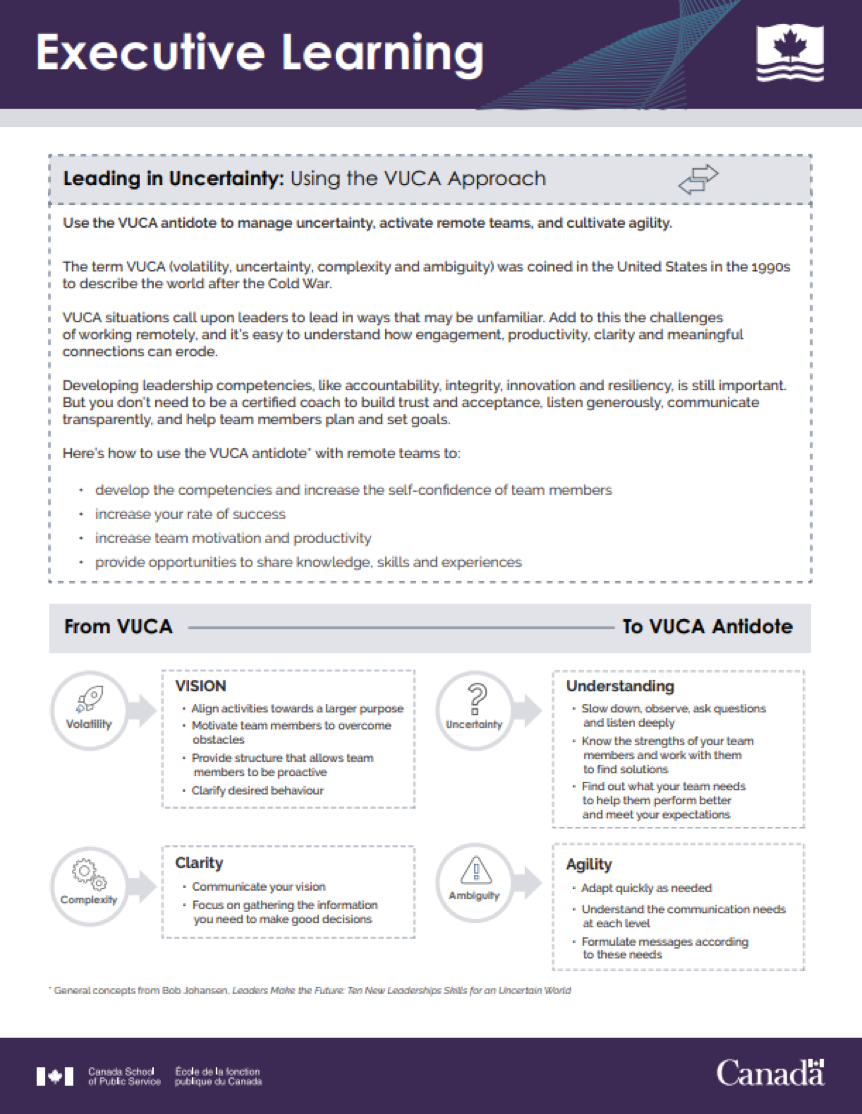 Executive Learning
Leading in Uncertainty: Using the VUCA Approach
Use the VUCA antidote to manage uncertainty, activate remote teams, and cultivate agility.
The term VUCA (volatility, uncertainty, complexity and ambiguity) was coined in the United States in the 1990s
to describe the world after the Cold War.
VUCA situations call upon leaders to lead in ways that may be unfamiliar. Add to this the challenges
of working remotely, and it's easy to understand how engagement, productivity, clarity and meaningful
connections can erode.
Developing leadership competencies, like accountability, integrity, innovation and resiliency, is still important.
But you don't need to be a certified coach to build trust and acceptance, listen generously, communicate
transparently, and help team members plan and set goals.
Here's how to use the VUCA antidote* with remote teams to:
• develop the competencies and increase the self-confidence of team members
• increase your rate of success
• increase team motivation and productivity
• provide opportunities to share knowledge, skills and experiences
From VUCA
To VUCA Antidote
Volatility
VISION
• Align activities towards a larger purpose
• Motivate team members to overcome
obstacles
• Provide structure that allows team
members to be proactive
• Clarify desired behaviour
Uncertainty
Understanding
• Slow down, observe, ask questions
and listen deeply
• Know the strengths of your team
members and work with them
to find solutions
• Find out what your team needs
to help them perform better
and meet your expectations
Complexity
Clarity
• Communicate your vision
• Focus on gathering the information
you need to make good decisions
Ambiguity
Agility
• Adapt quickly as needed
• Understand the communication needs
at each level
• Formulate messages according
to these needs
* General concepts from Bob Johansen, Leaders Make the Future: Ten New Leaderships Skills for an Uncertain World
Canada School
of Public Service
École de la fonction
publique du Canada
Canada